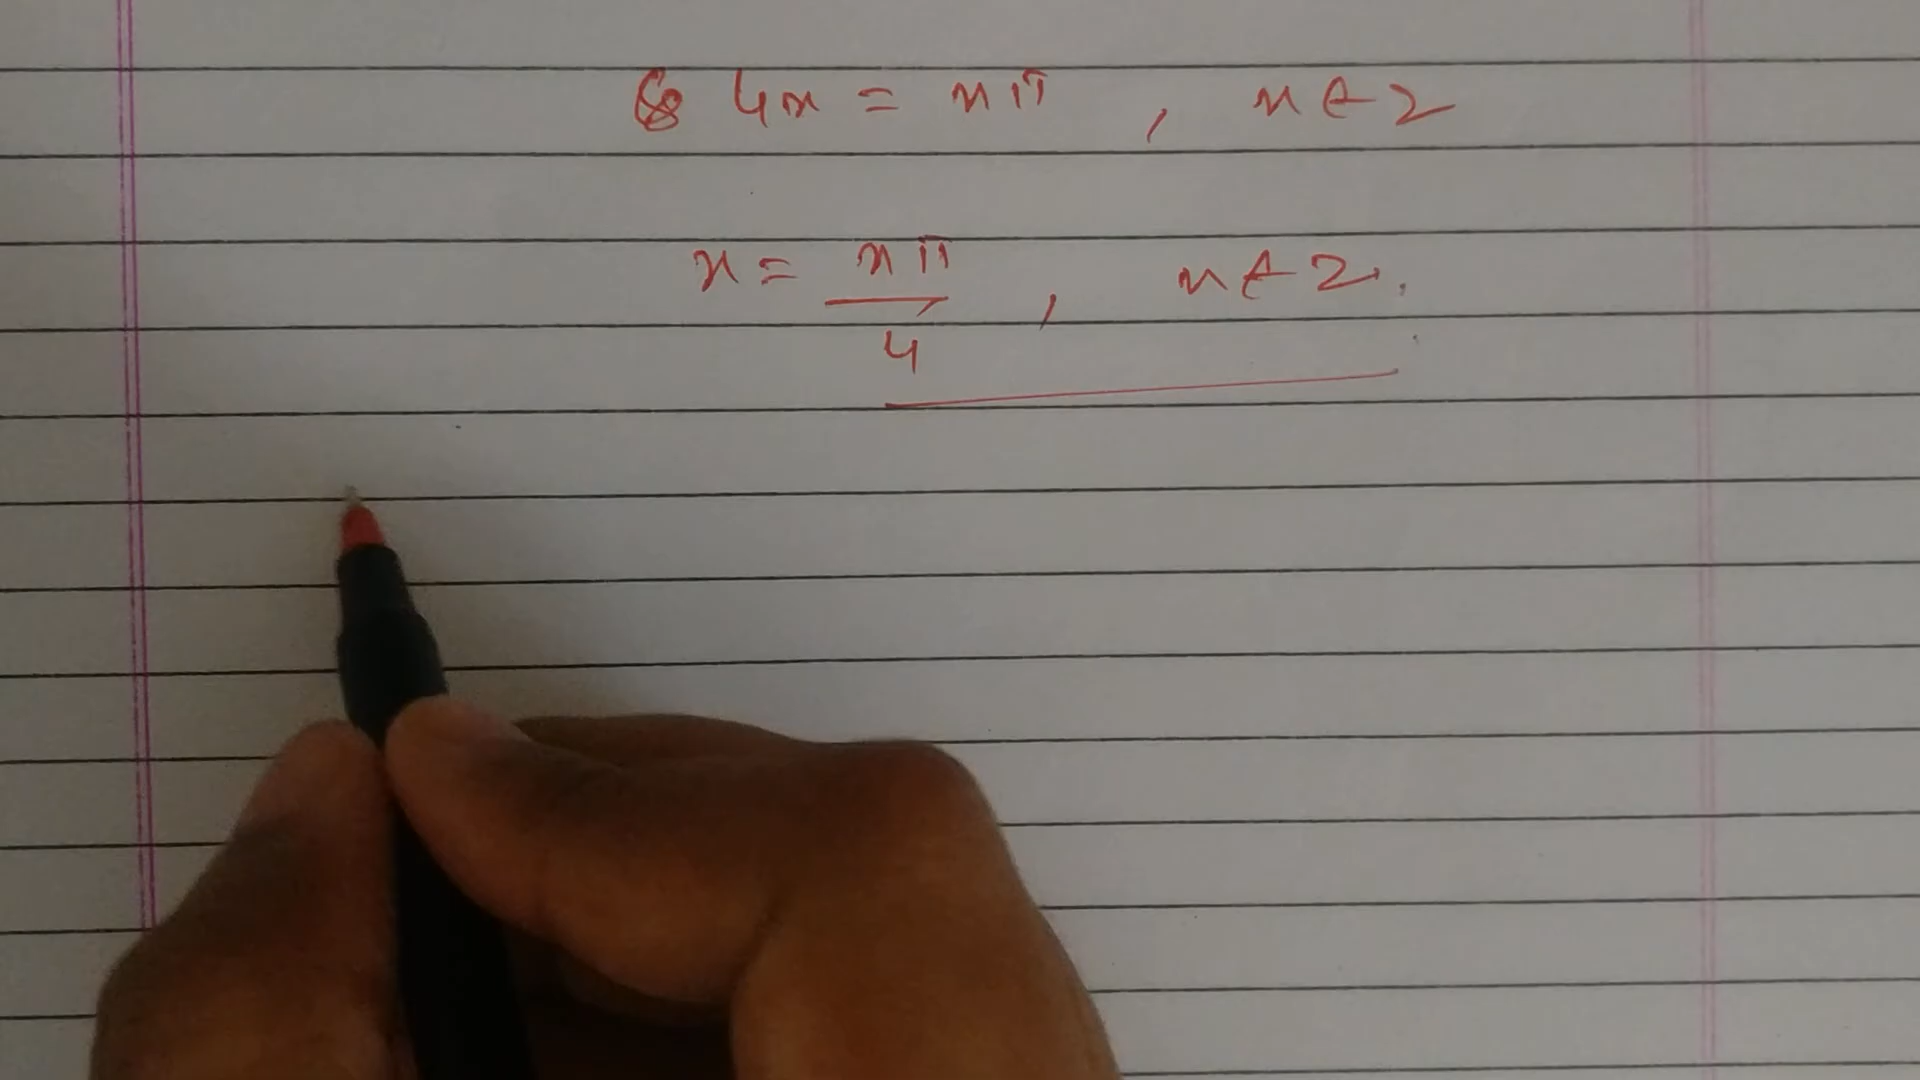 4x = nπ , n ∈ Z
x = nπ/4 , n ∈ Z.